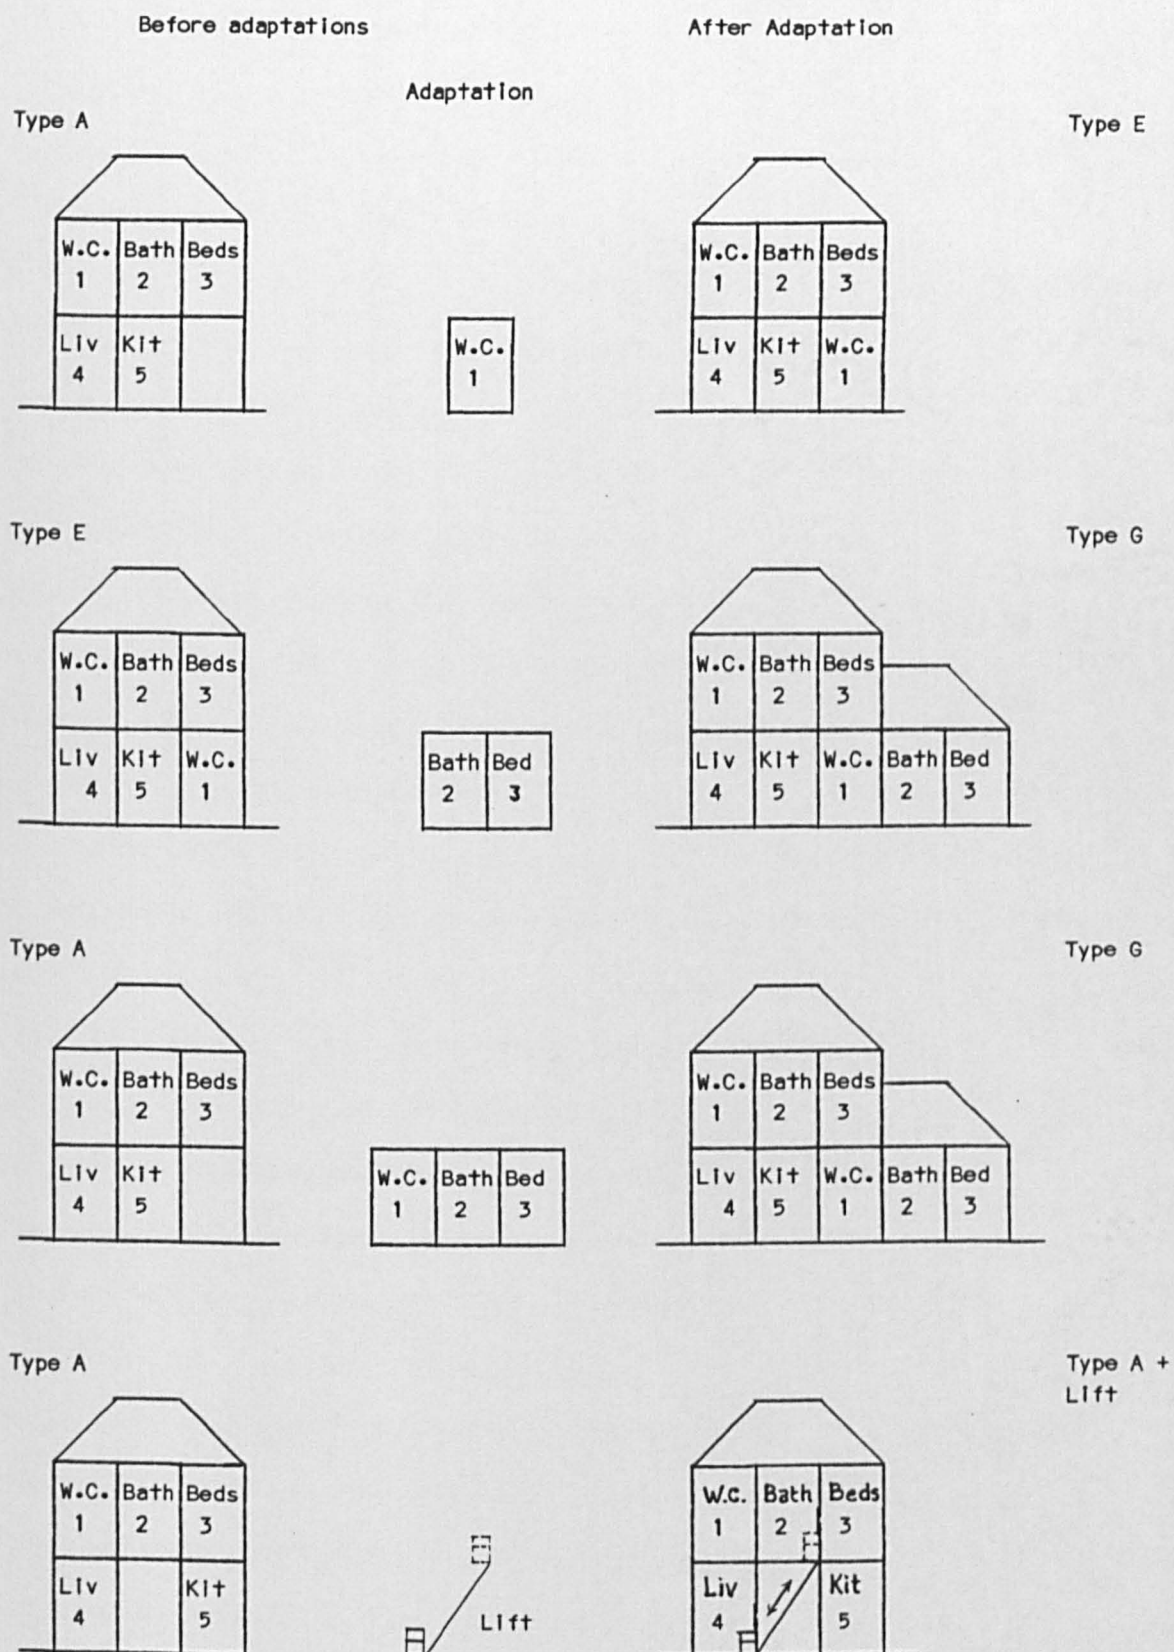 Before adaptations
After Adaptation
Adaptation
Type A
Type E
W.C. Bath Beds
1 2 3
Liv Kit
4 5
W.C.
1
W.C. Bath Beds
1 2 3
Liv Kit W.C.
4 5 1
Type E
Type G
W.C. Bath Beds
1 2 3
Liv Kit W.C.
4 5 1
Bath Bed
2 3
W.C. Bath Beds
1 2 3
Liv Kit W.C. Bath Bed
4 5 1 2 3
Type A
Type G
W.C. Bath Beds
1 2 3
Liv Kit
4 5
W.C. Bath Bed
1 2 3
W.C. Bath Beds
1 2 3
Liv Kit W.C. Bath Bed
4 5 1 2 3
Type A
Type A +
Lift
W.C. Bath Beds
1 2 3
Liv Kit
4 5
Lift
W.C. Bath Beds
1 2 3
Liv Kit
4 5